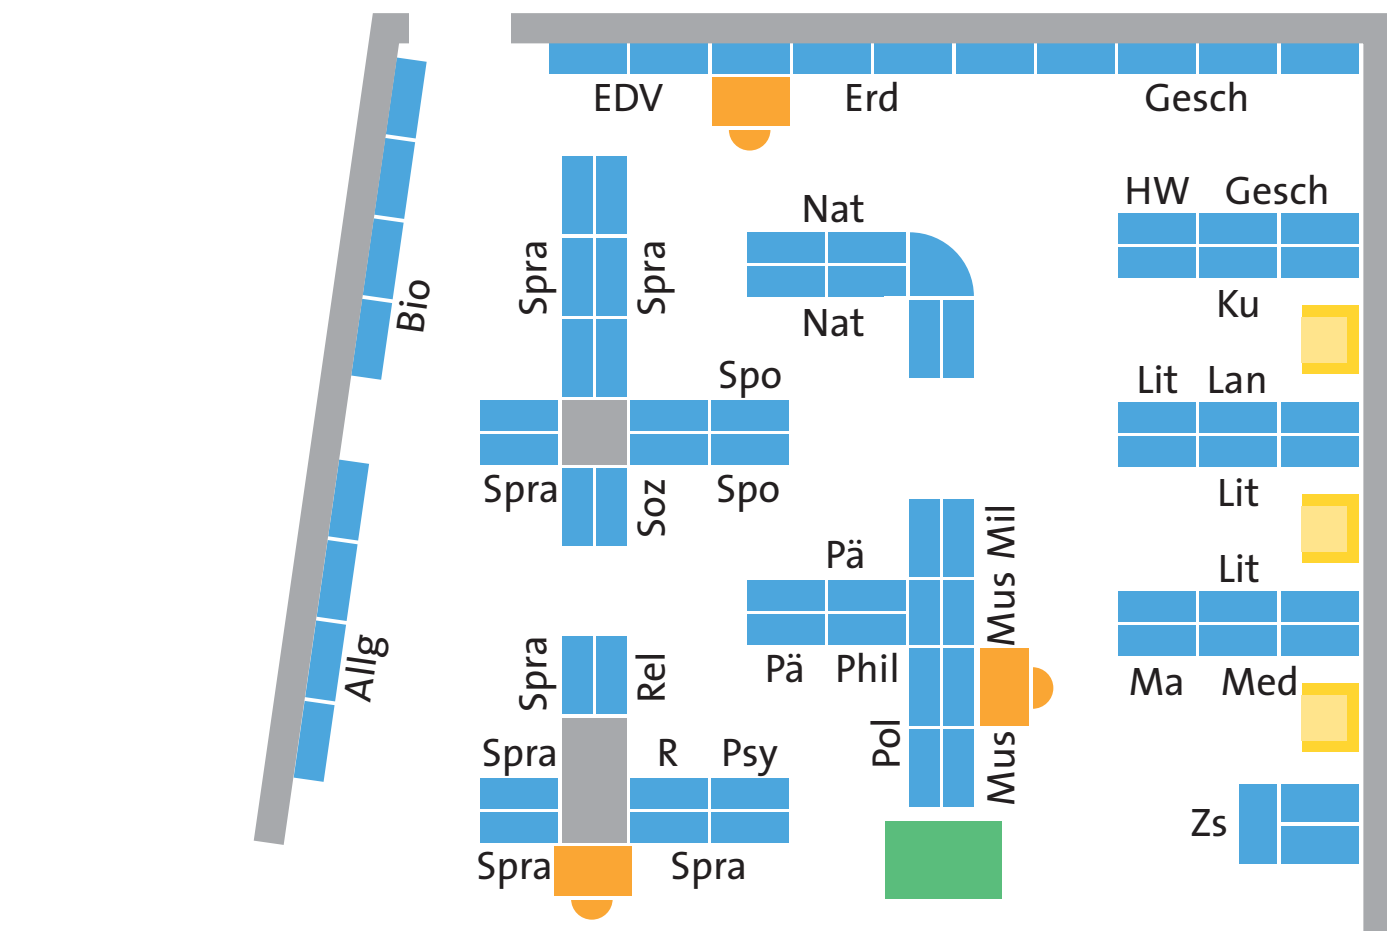 EDV Erd Gesch
HW Gesch
Nat
Spra Spra
Bio
Ku
Nat
Spo
Lit Lan
Spra Soz Spo
Lit
Mus Mil
Pä
Lit
Allg
Spra Rel
Pä Phil
Ma Med
Pol Mus
Spra R Psy
Zs
Spra Spra